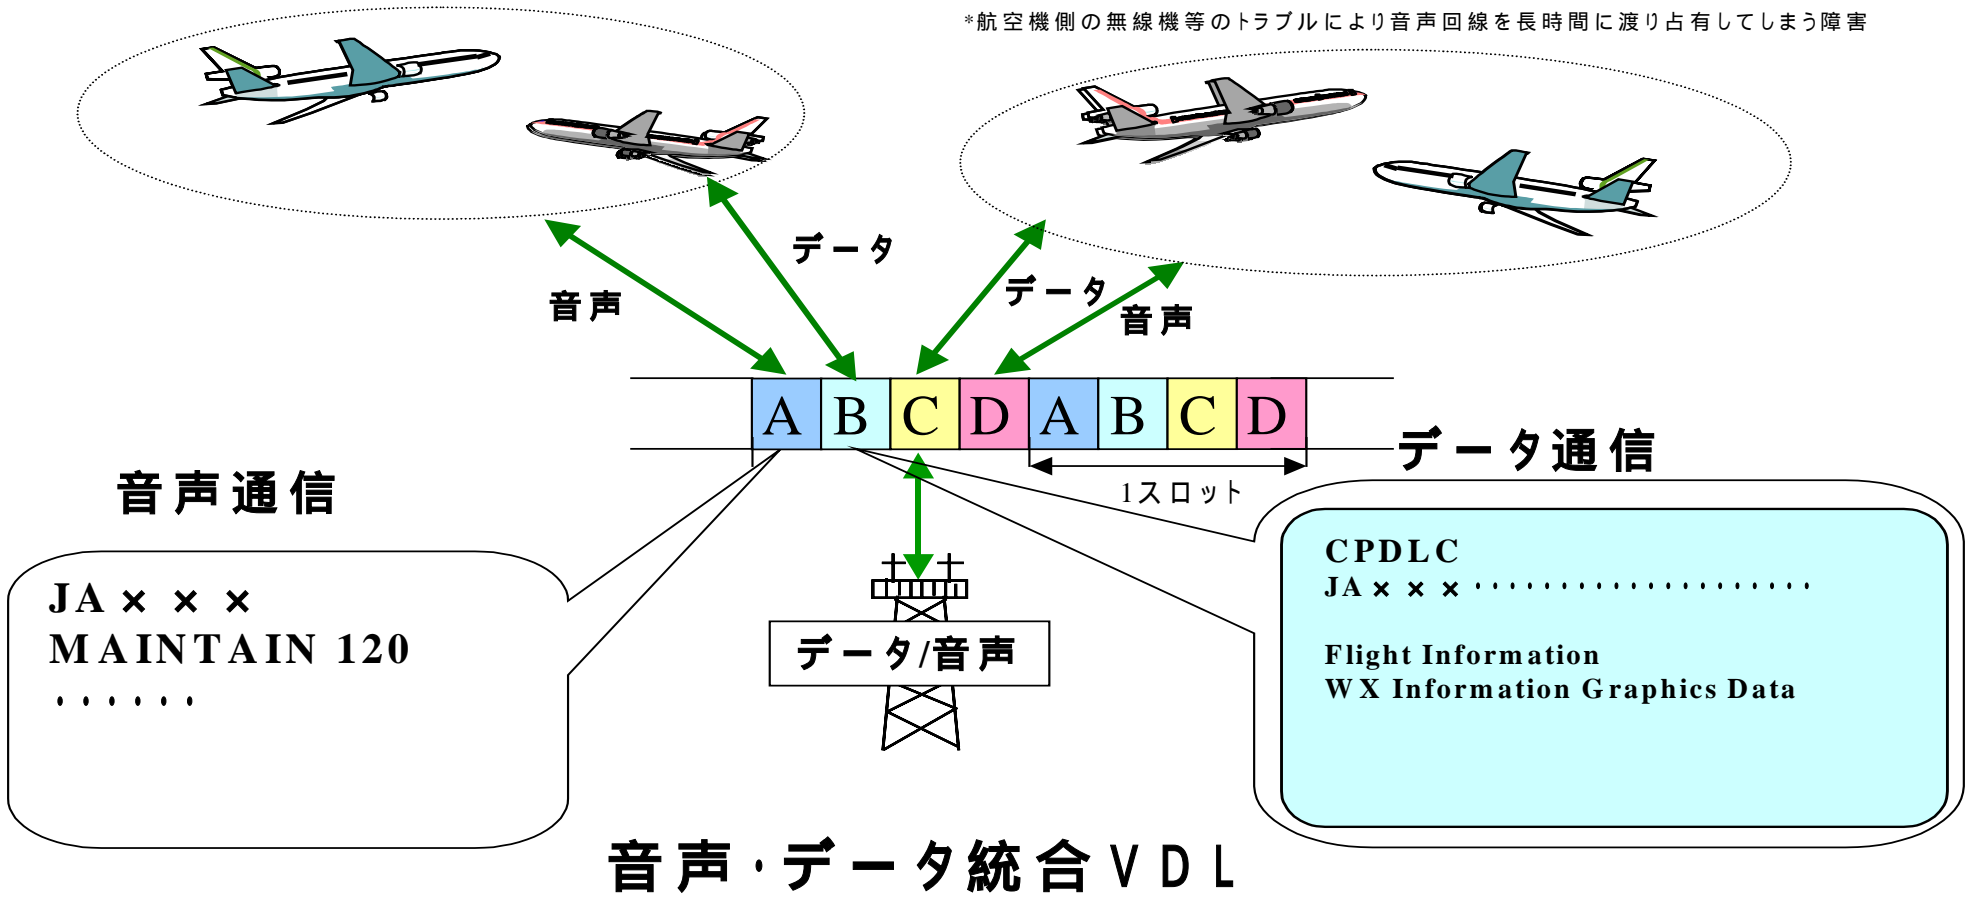 *航空機側の無線機等のトラブルにより音声回線を長時間に渡り占有してしまう障害
データ
音声
データ
音声
A B C D A B C D
1スロット
音声通信
データ通信
JA×××
MAINTAIN 120
・・・・・・
CPDLC
JA×××・・・・・・・・・・・・・・・・・・・・
Flight Information
WX Information Graphics Data
データ/音声
音声・データ統合VDL